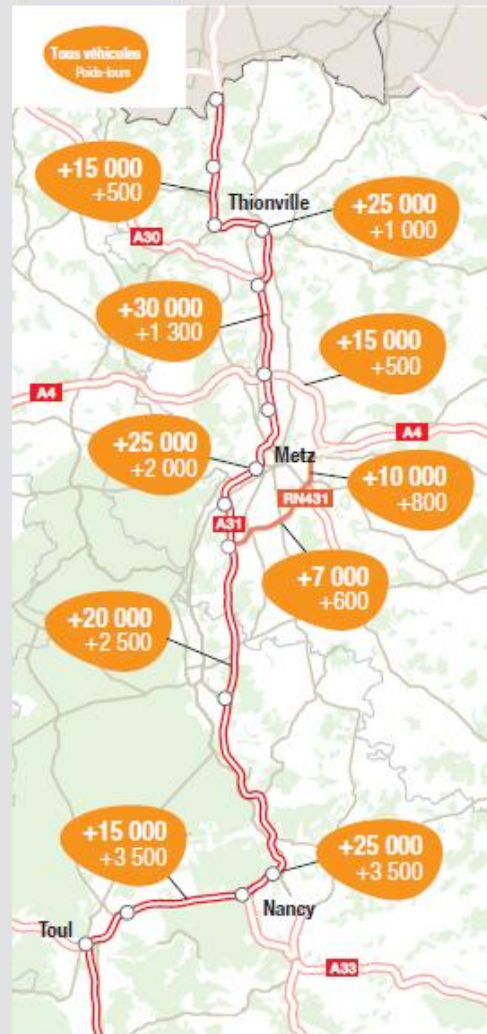 Tous véhicules
Poids-lours
+15 000
+500
Thionville
+25 000
+1 000
A30
+30 000
+1 300
+15 000
+500
A4
A4
+25 000
+2 000
Metz
+10 000
+800
RN431
A31
+7 000
+600
+20 000
+2 500
+15 000
+3 500
+25 000
+3 500
Toul
Nancy
A33